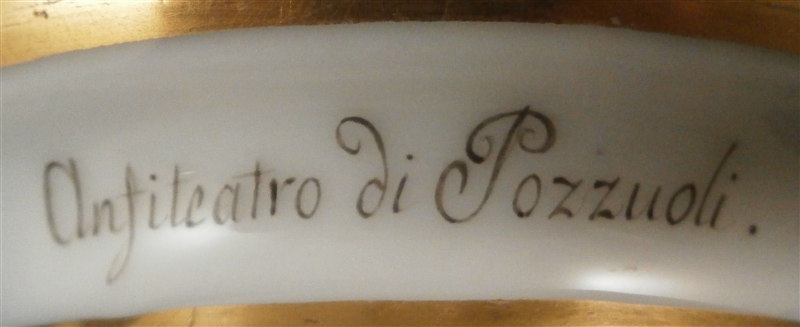 Anfiteatro di Pozzuoli.